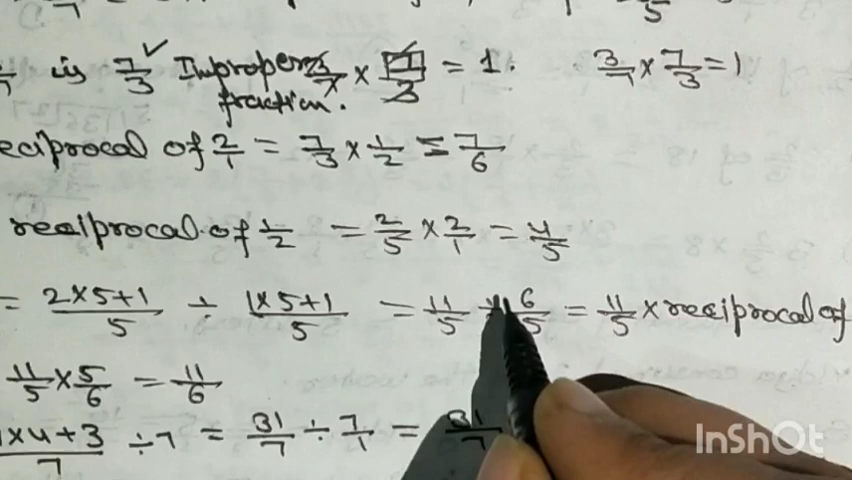 5
is 7/3 ✓ Improper 3/7 × 7/3 = 1. 3/7 × 7/3 = 1
fraction.
eciprocal of 2/1 = 7/3 × 1/2 = 7/6
reciprocal of 1/2 = 2/5 × 2/1 = 4/5
= 2×5+1/5 ÷ 1×5+1/5 = 11/5 ÷ 6/5 = 11/5 × reciprocal of
11/5 × 5/6 = 11/6
×4+3/7 ÷7 = 31/7 ÷ 7/1 = 31/7
InShOt